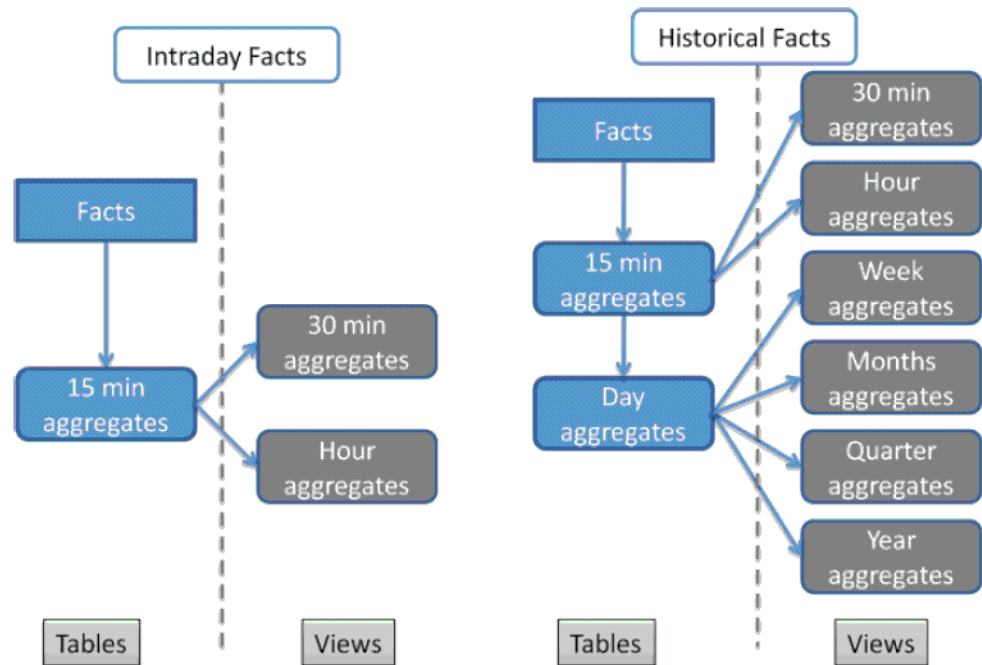 Intraday Facts
Facts
15 min
aggregates
30 min
aggregates
Hour
aggregates
Tables
Views
Historical Facts
Facts
15 min
aggregates
Day
aggregates
30 min
aggregates
Hour
aggregates
Week
aggregates
Months
aggregates
Quarter
aggregates
Year
aggregates
Tables
Views